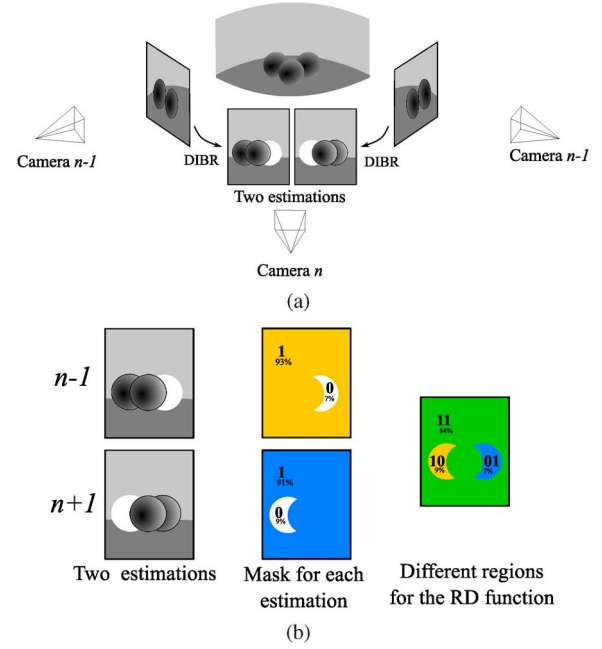 Camera n-1
DIBR
DIBR
Camera n-1
Two estimations
Camera n
(a)
n-1
1
93%
0
7%
11
84%
10
9%
01
7%
n+1
1
91%
0
9%
Two estimations
Mask for each
estimation
Different regions
for the RD function
(b)